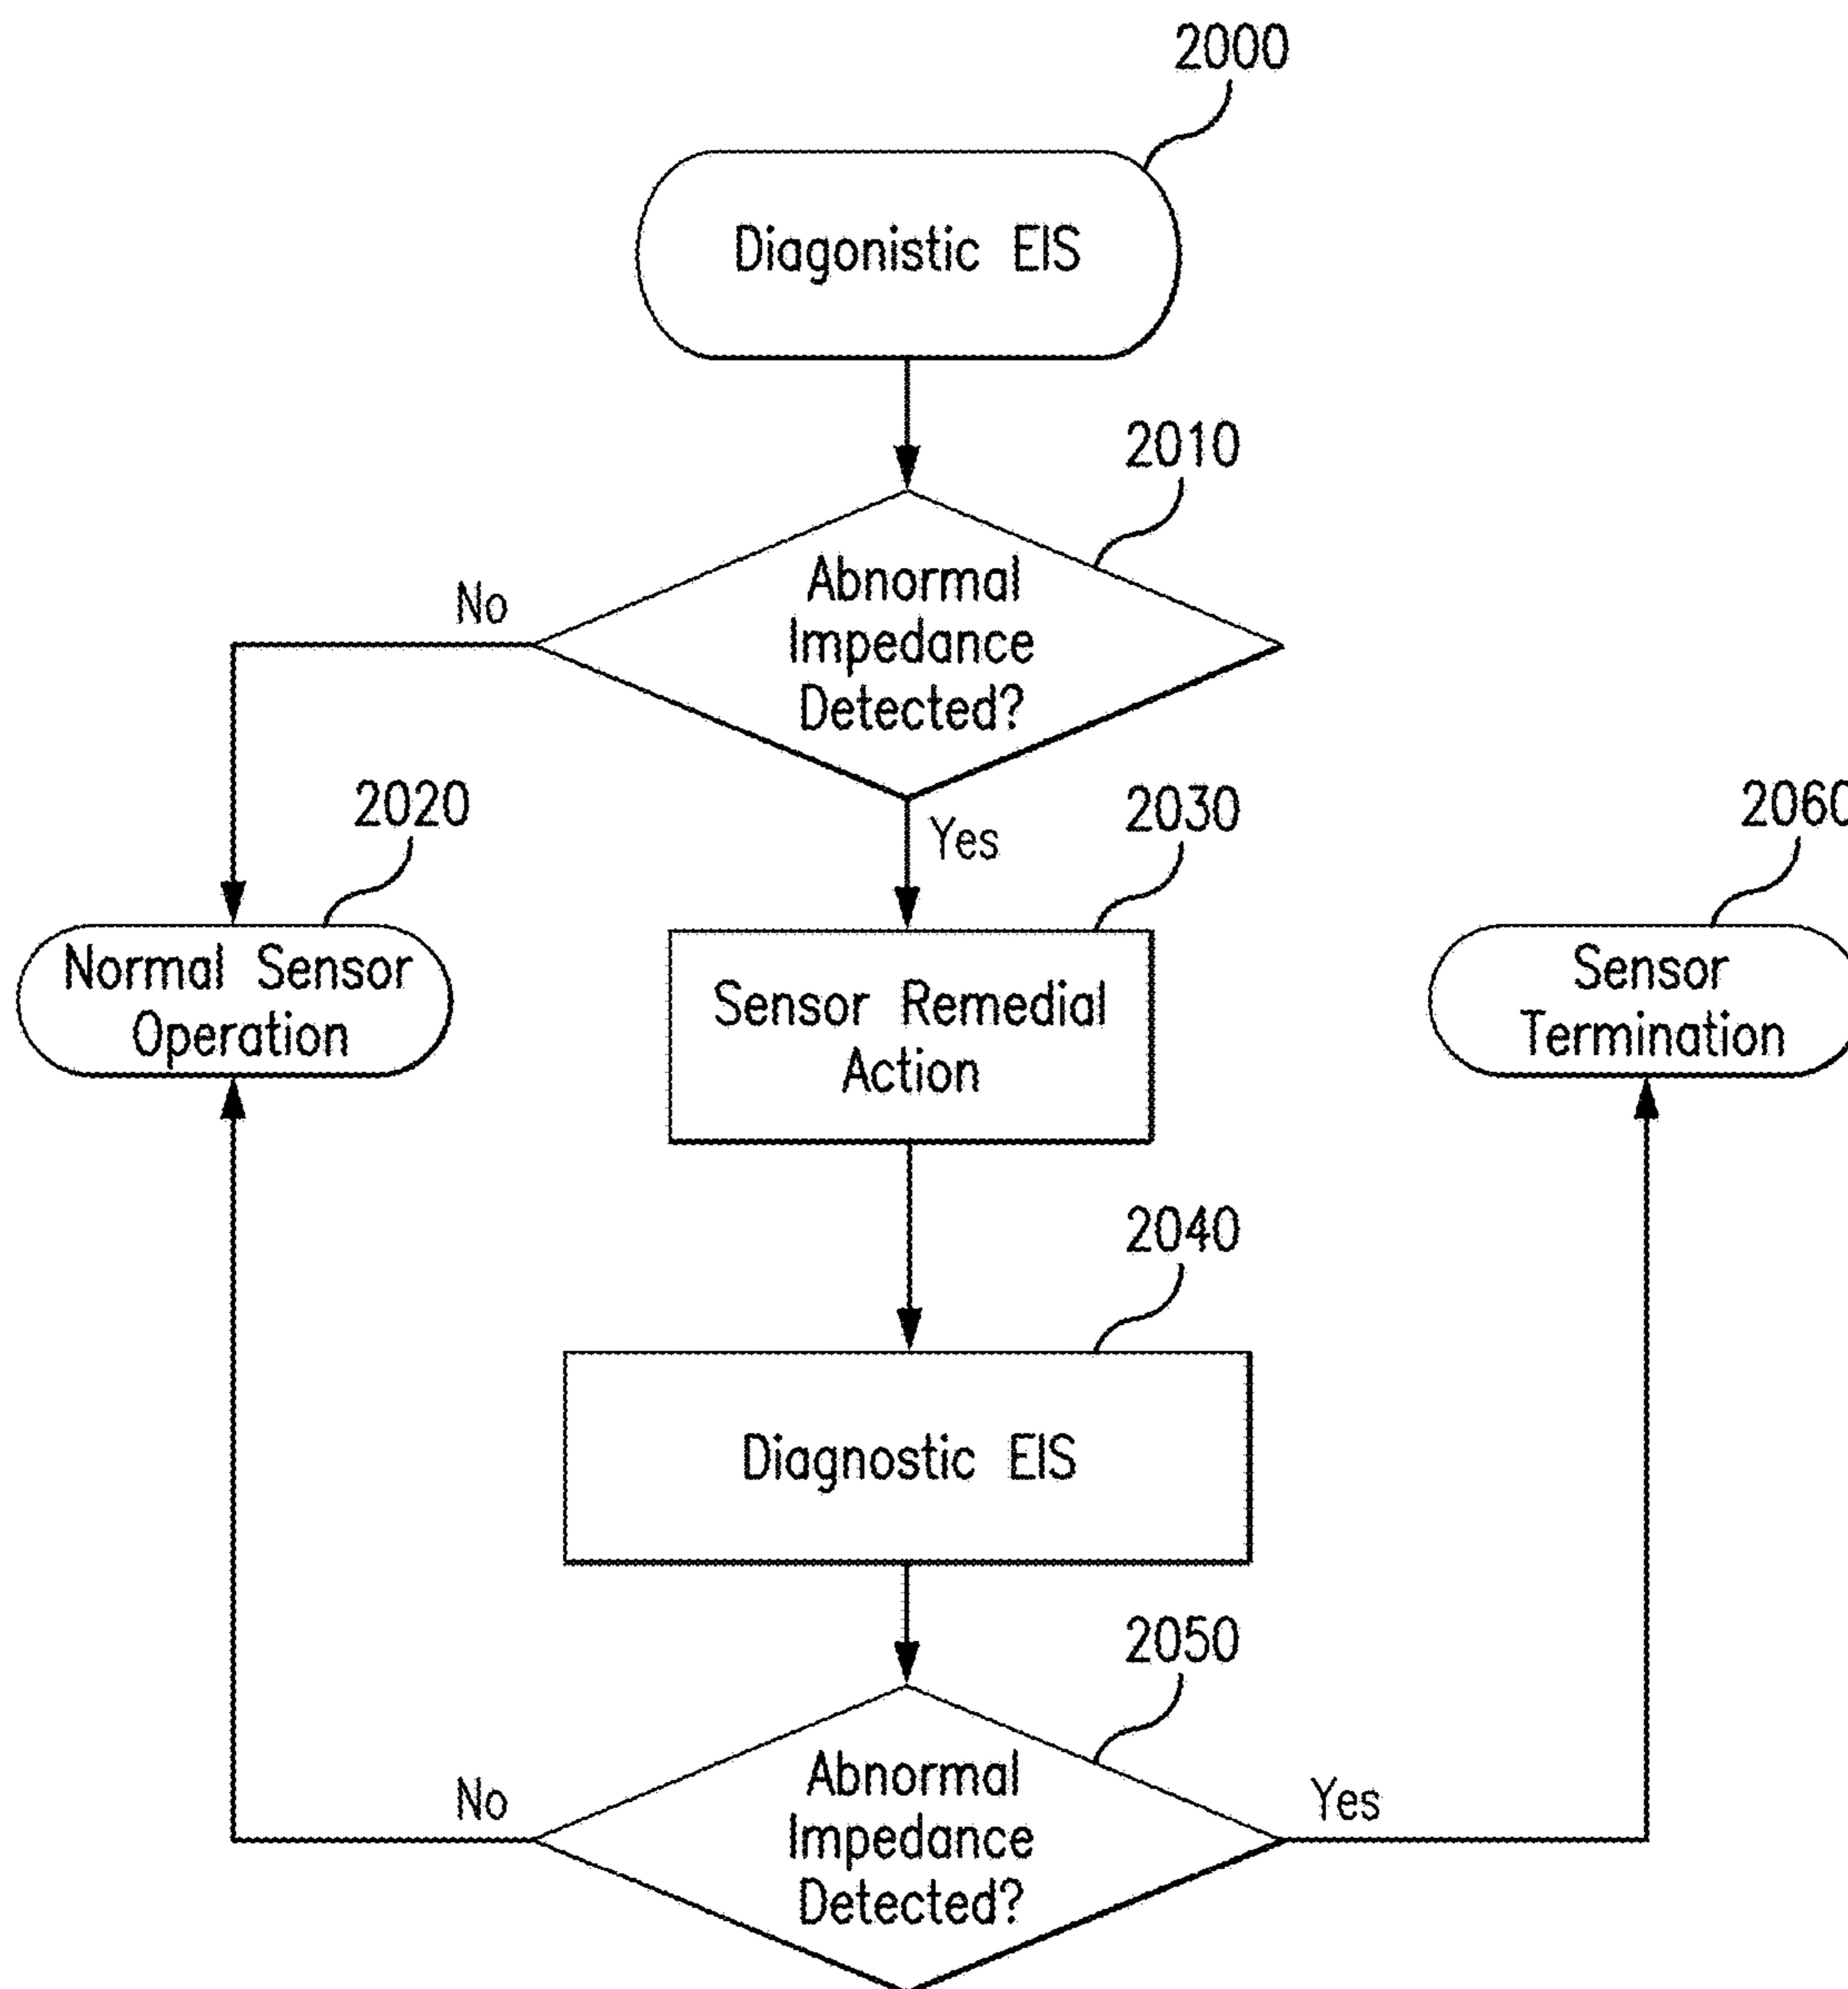 2000
Diagonistic EIS
2010
Abnormal
Impedance
Detected?
No
Yes
2020
Normal Sensor
Operation
2030
Sensor Remedial
Action
2060
Sensor
Termination
2040
Diagnostic EIS
2050
Abnormal
Impedance
Detected?
No
Yes